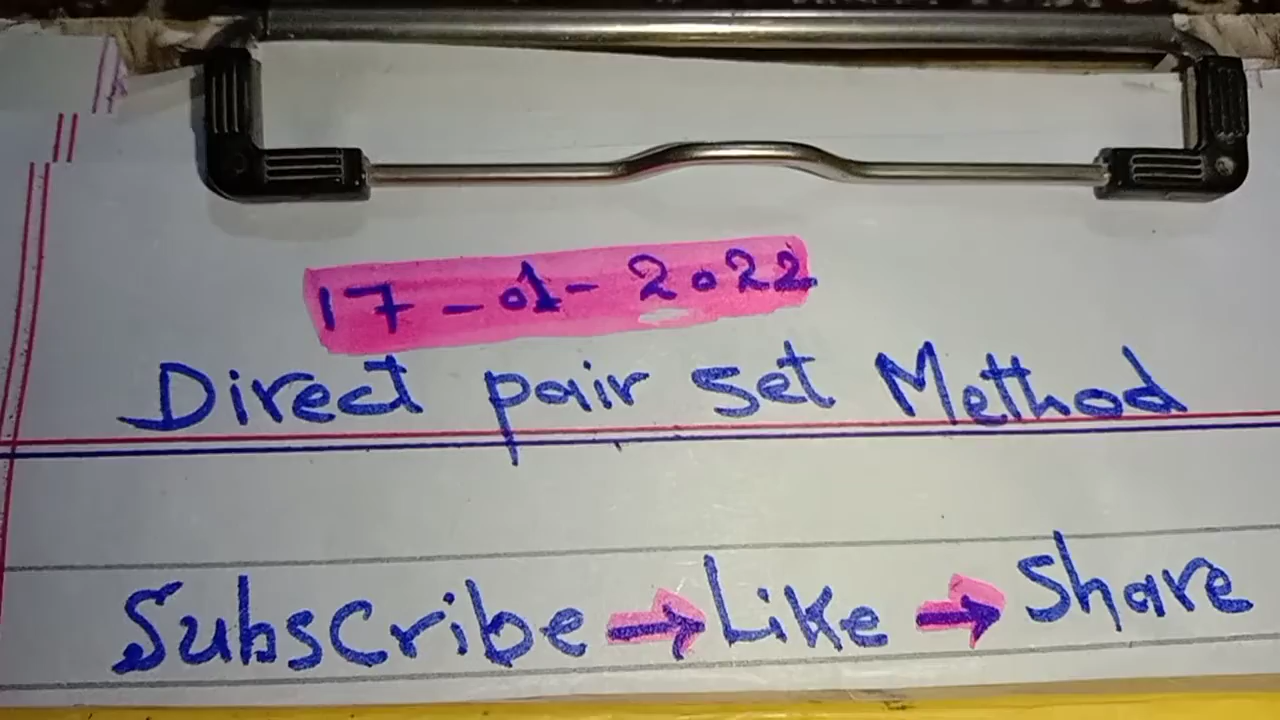 17-01-2022
Direct pair set Method
Subscribe → Like → Share